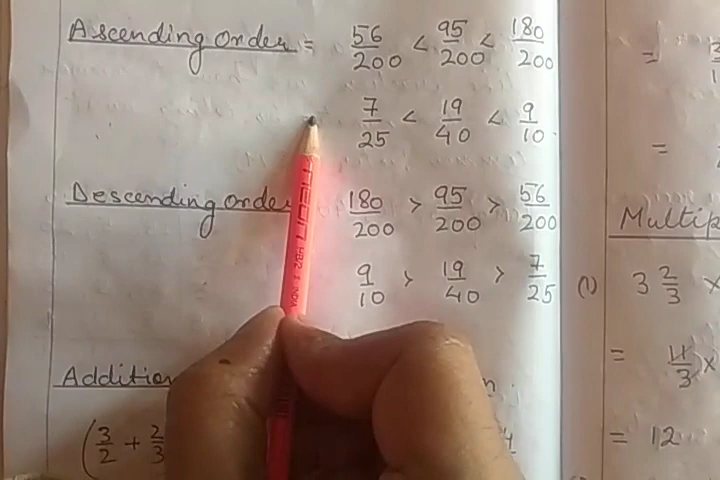 Ascending order = 56/200 < 95/200 < 180/200
7/25 < 19/40 < 9/10.
Descending order 180/200 > 95/200 > 56/200
9/10 > 19/40 > 7/25
Addition
(3/2 + 2/3
=
=
Multip
(1) 3 2/3 ×
= 11/3 ×
= 12